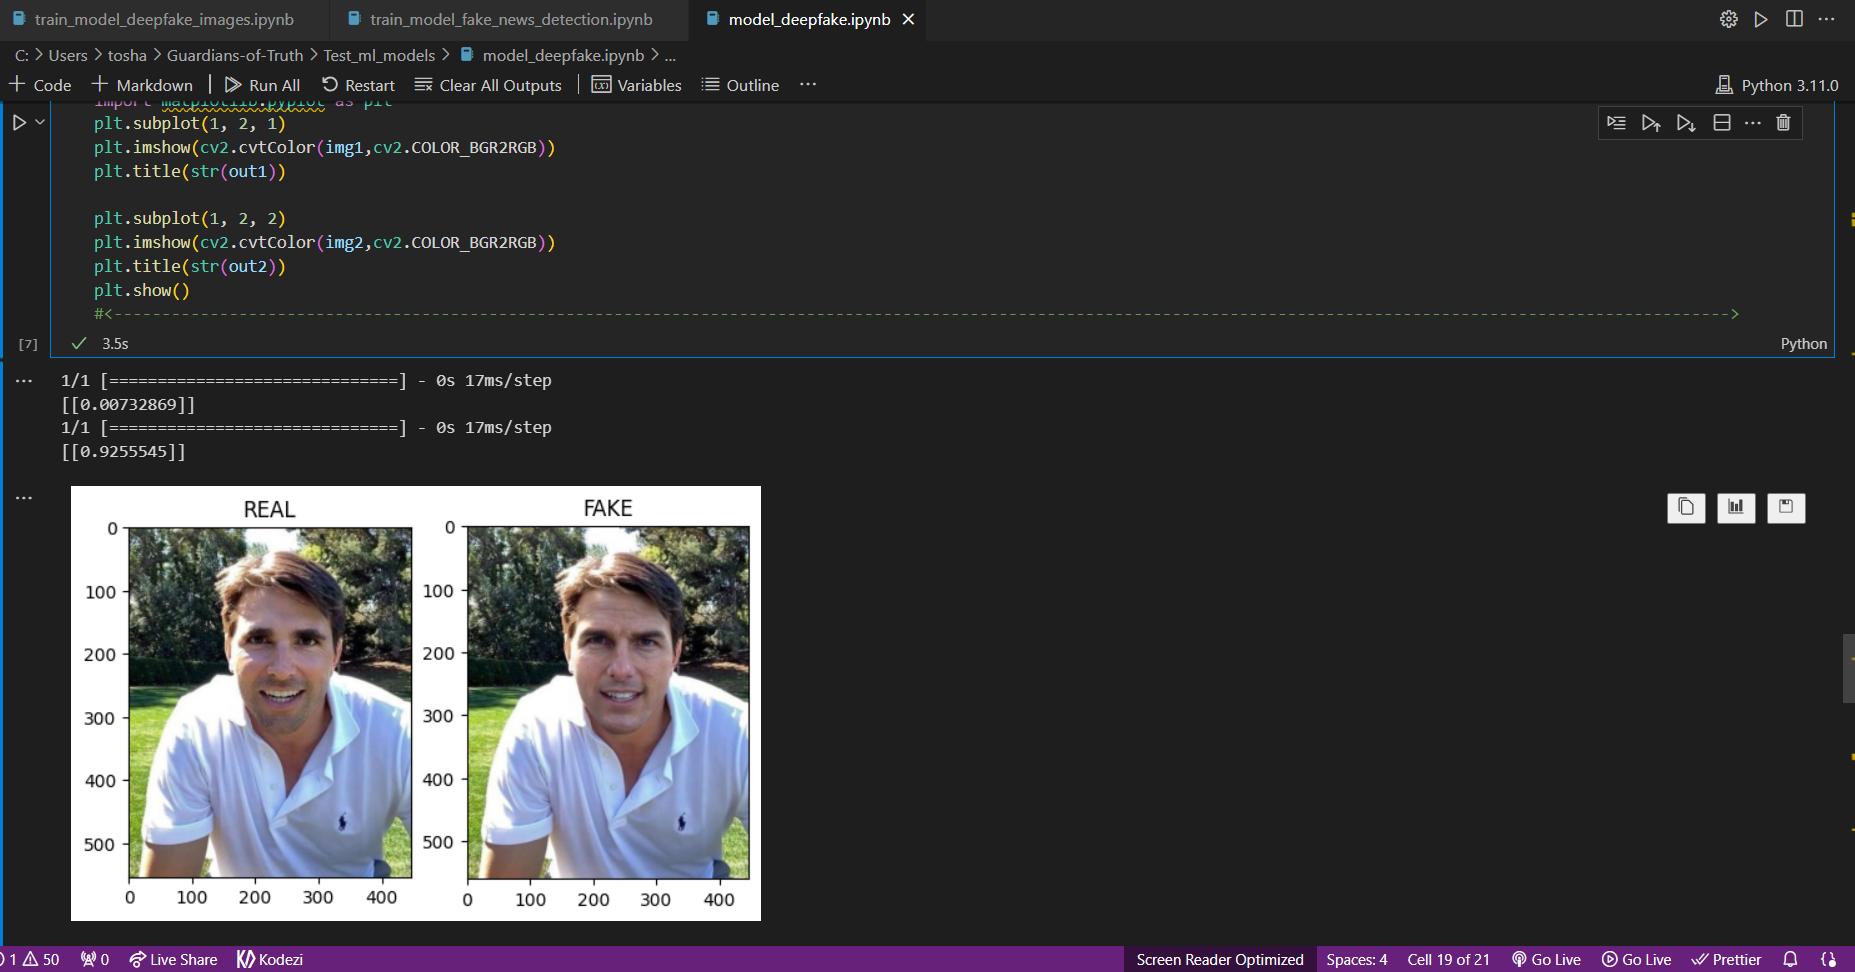 train_model_deepfake_images.ipynb train_model_fake_news_detection.ipynb model_deepfake.ipynb
C: > Users > tosha > Guardians-of-Truth > Test_ml_models > model_deepfake.ipynb > ...
+ Code + Markdown Run All Restart Clear All Outputs Variables Outline ... Python 3.11.0
import matplotlib.pyplot as plt
plt.subplot(1, 2, 1)
plt.imshow(cv2.cvtColor(img1,cv2.COLOR_BGR2RGB))
plt.title(str(out1))
plt.subplot(1, 2, 2)
plt.imshow(cv2.cvtColor(img2,cv2.COLOR_BGR2RGB))
plt.title(str(out2))
plt.show()
#<----------------------------------------------------------------------------------------------------------------------------------------------------------------------->
[7] 3.5s Python
1/1 [==============================] - 0s 17ms/step
[[0.00732869]]
1/1 [==============================] - 0s 17ms/step
[[0.9255545]]
REAL FAKE
0 0
100 100
200 200
300 300
400 400
500 500
0 100 200 300 400 0 100 200 300 400
1 50 0 Live Share Kodezi Screen Reader Optimized Spaces: 4 Cell 19 of 21 Go Live Go Live Prettier